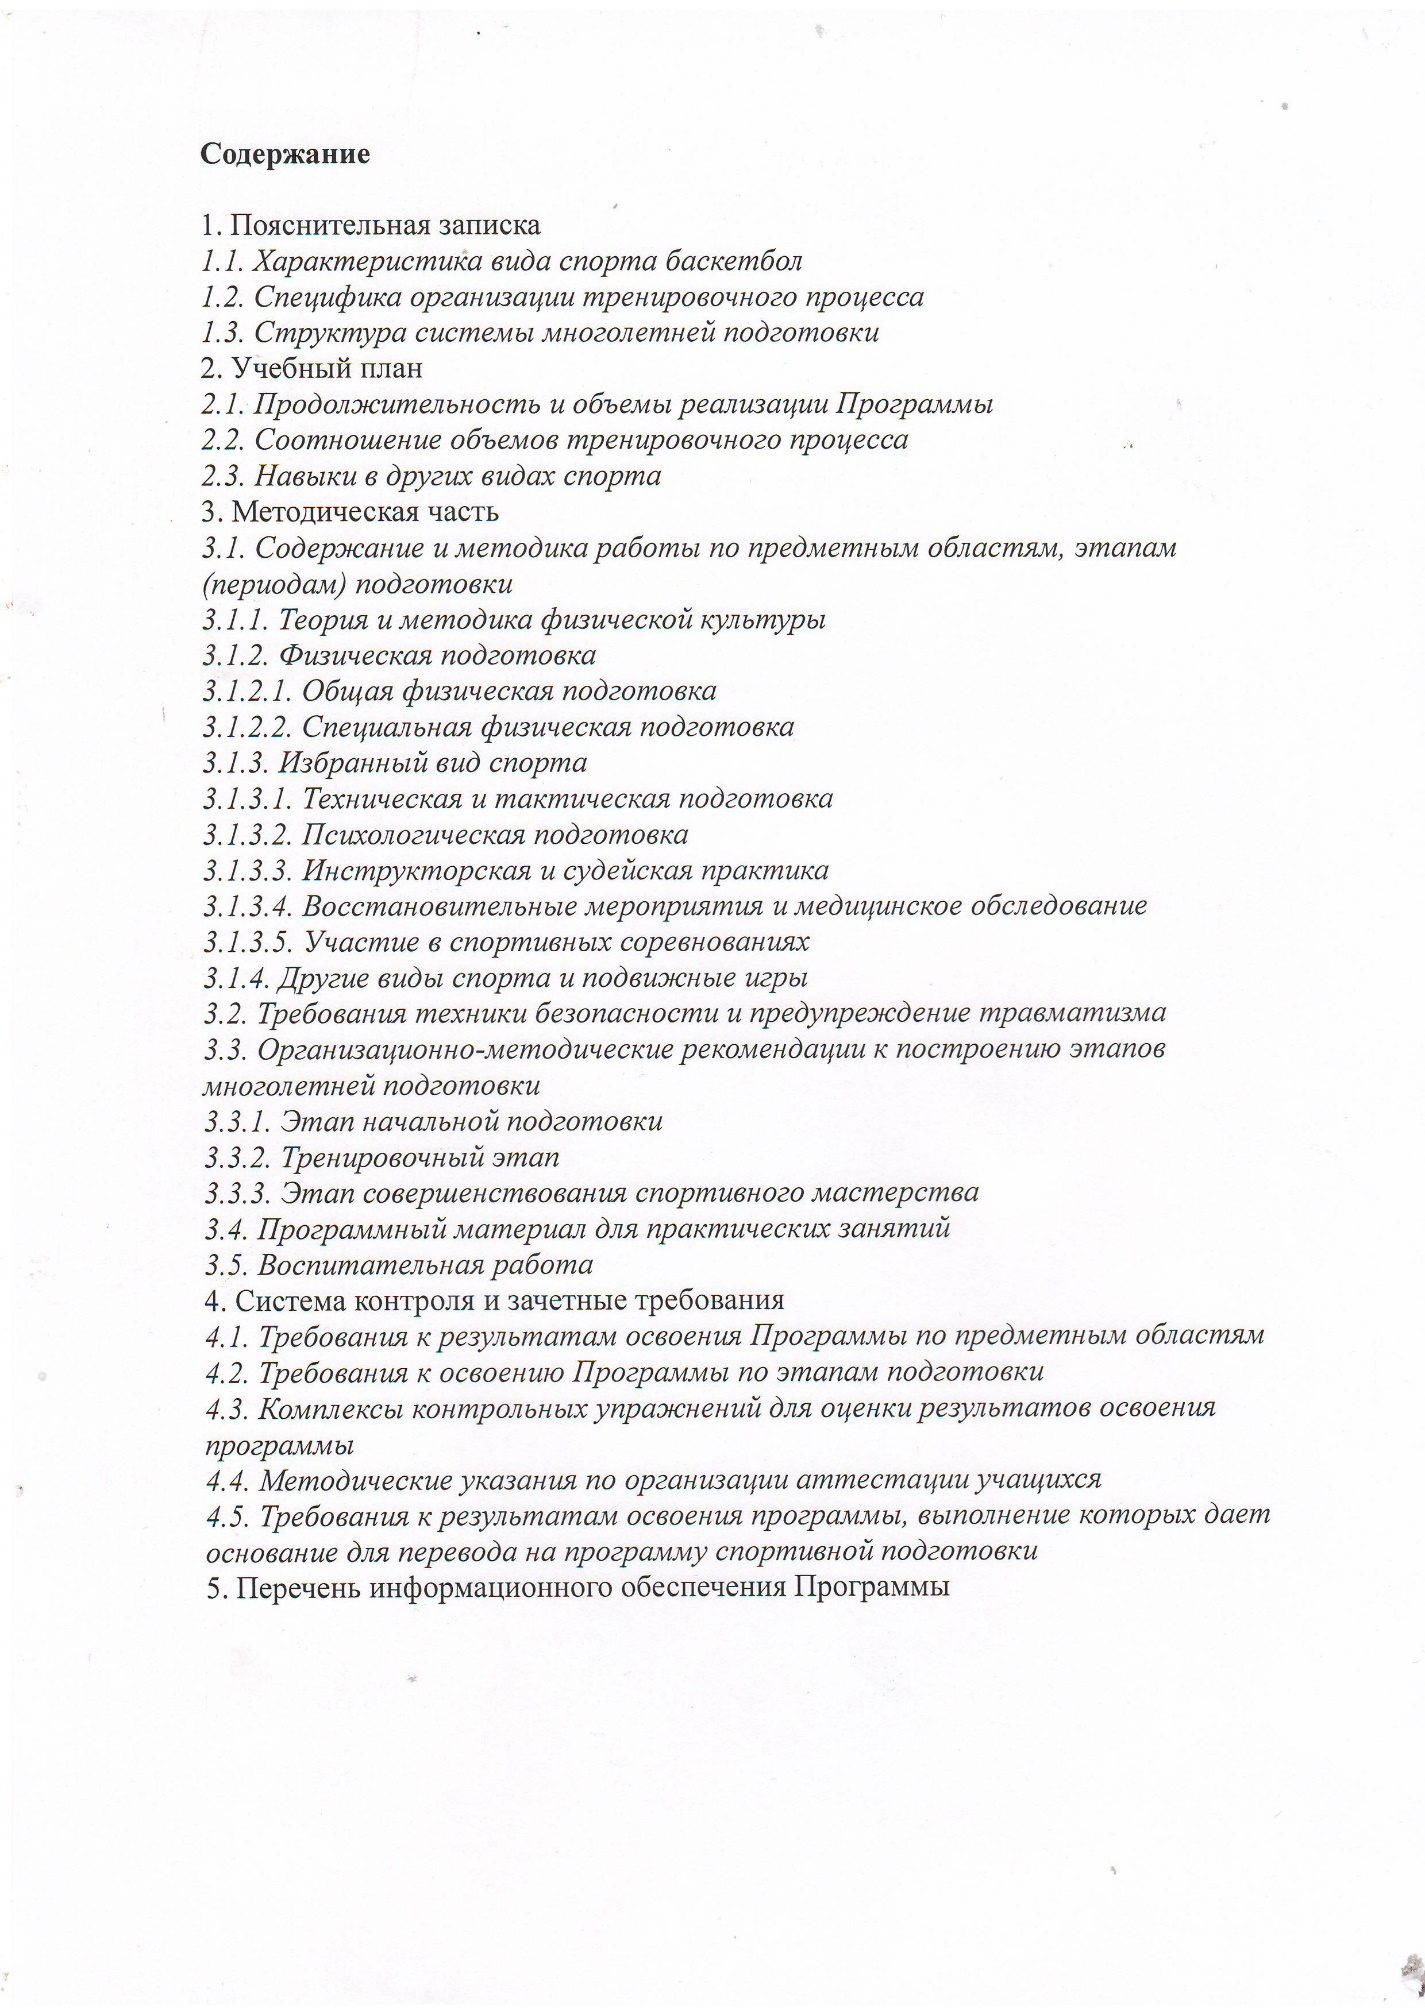 Содержание
1. Пояснительная записка
1.1. Характеристика вида спорта баскетбол
1.2. Специфика организации тренировочного процесса
1.3. Структура системы многолетней подготовки
2. Учебный план
2.1. Продолжительность и объемы реализации Программы
2.2. Соотношение объемов тренировочного процесса
2.3. Навыки в других видах спорта
3. Методическая часть
3.1. Содержание и методика работы по предметным областям, этапам
(периодам) подготовки
3.1.1. Теория и методика физической культуры
3.1.2. Физическая подготовка
3.1.2.1. Общая физическая подготовка
3.1.2.2. Специальная физическая подготовка
3.1.3. Избранный вид спорта
3.1.3.1. Техническая и тактическая подготовка
3.1.3.2. Психологическая подготовка
3.1.3.3. Инструкторская и судейская практика
3.1.3.4. Восстановительные мероприятия и медицинское обследование
3.1.3.5. Участие в спортивных соревнованиях
3.1.4. Другие виды спорта и подвижные игры
3.2. Требования техники безопасности и предупреждение травматизма
3.3. Организационно-методические рекомендации к построению этапов
многолетней подготовки
3.3.1. Этап начальной подготовки
3.3.2. Тренировочный этап
3.3.3. Этап совершенствования спортивного мастерства
3.4. Программный материал для практических занятий
3.5. Воспитательная работа
4. Система контроля и зачетные требования
4.1. Требования к результатам освоения Программы по предметным областям
4.2. Требования к освоению Программы по этапам подготовки
4.3. Комплексы контрольных упражнений для оценки результатов освоения
программы
4.4. Методические указания по организации аттестации учащихся
4.5. Требования к результатам освоения программы, выполнение которых дает
основание для перевода на программу спортивной подготовки
5. Перечень информационного обеспечения Программы